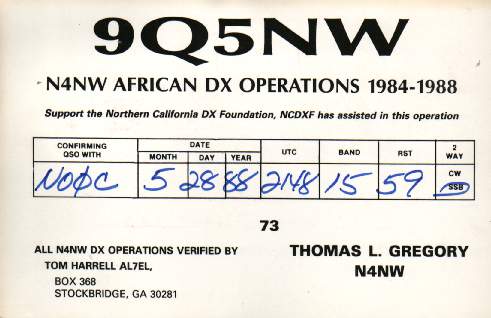 9Q5NW
N4NW AFRICAN DX OPERATIONS 1984-1988
Support the Northern California DX Foundation, NCDXF has assisted in this operation
CONFIRMING QSO WITH DATE MONTH DAY YEAR UTC BAND RST 2 WAY
NOØC 5 28 88 2148 15 59 CW SSB
73
ALL N4NW DX OPERATIONS VERIFIED BY
TOM HARRELL AL7EL,
BOX 368
STOCKBRIDGE, GA 30281
THOMAS L. GREGORY
N4NW